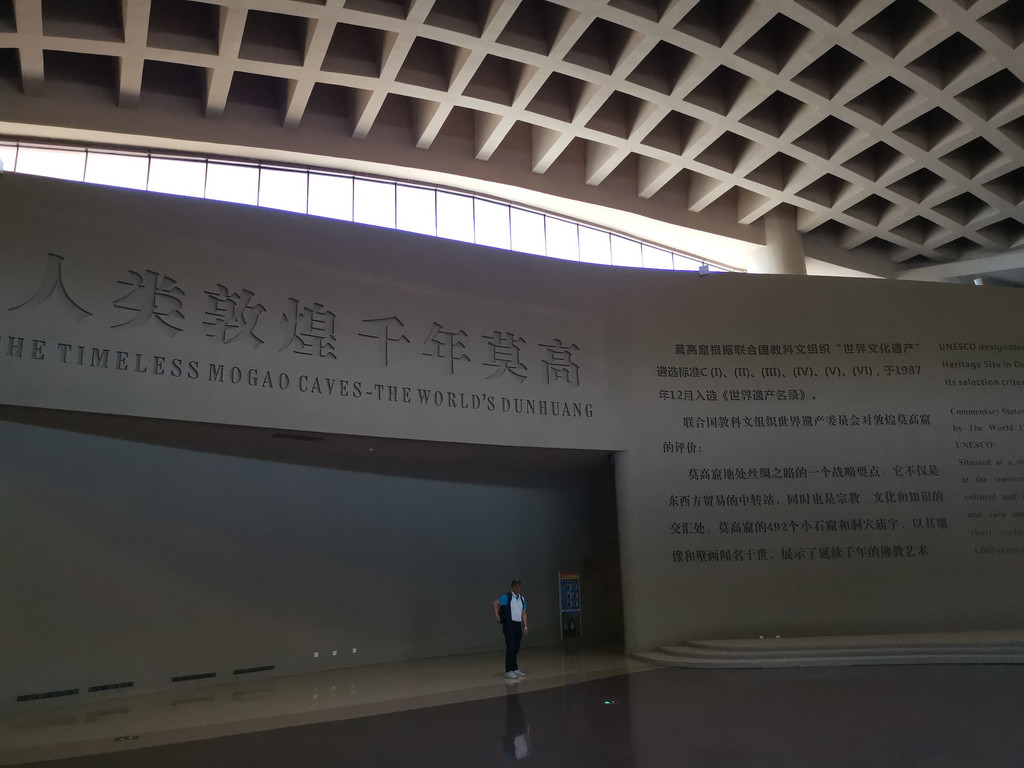 人类敦煌 千年莫高
THE TIMELESS MOGAO CAVES-THE WORLD'S DUNHUANG
莫高窟根据联合国教科文组织“世界文化遗产”
遴选标准C (I)、(II)、(III)、(IV)、(V)、(VI)，于1987
年12月入选《世界遗产名录》。
联合国教科文组织世界遗产委员会对敦煌莫高窟
的评价：
莫高窟地处丝绸之路的一个战略要点。它不仅是
东西方贸易的中转站，同时也是宗教、文化和知识的
交汇处。莫高窟的492个小石窟和洞穴庙宇，以其雕
像和壁画闻名于世，展示了延续千年的佛教艺术
UNESCO designate
Heritage Site in De
its selection criter
Commentary State
by The World
UNESCO:
Situated at a
at the
cultural and
and